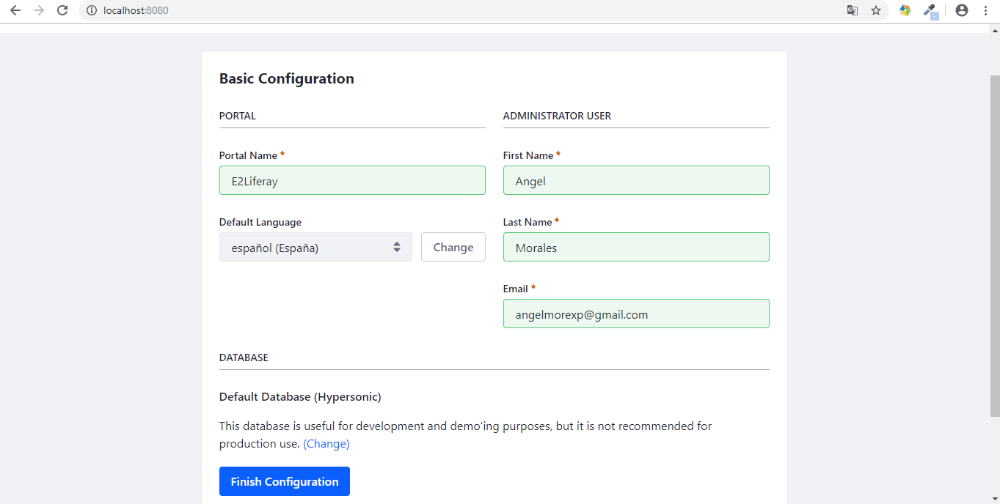 localhost:8080
Basic Configuration
PORTAL
Portal Name *
E2Liferay
Default Language
español (España)
Change
ADMINISTRATOR USER
First Name *
Angel
Last Name *
Morales
Email *
angelmorexp@gmail.com
DATABASE
Default Database (Hypersonic)
This database is useful for development and demo'ing purposes, but it is not recommended for
production use. (Change)
Finish Configuration